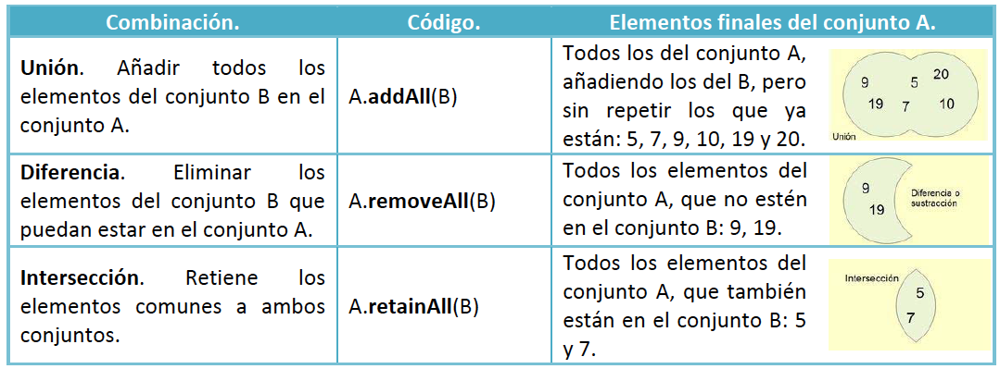 Combinación. Código. Elementos finales del conjunto A.
Unión. Añadir todos los
elementos del conjunto B en el
conjunto A.
A.addAll(B)
Todos los del conjunto A,
añadiendo los del B, pero
sin repetir los que ya
están: 5, 7, 9, 10, 19 y 20.
9 5 20
19 7 10
Unión
Diferencia. Eliminar los
elementos del conjunto B que
puedan estar en el conjunto A.
A.removeAll(B)
Todos los elementos del
conjunto A, que no estén
en el conjunto B: 9, 19.
9
19
Diferencia o
sustracción
Intersección. Retiene los
elementos comunes a ambos
conjuntos.
A.retainAll(B)
Todos los elementos del
conjunto A, que también
están en el conjunto B: 5
y 7.
Intersección
5
7